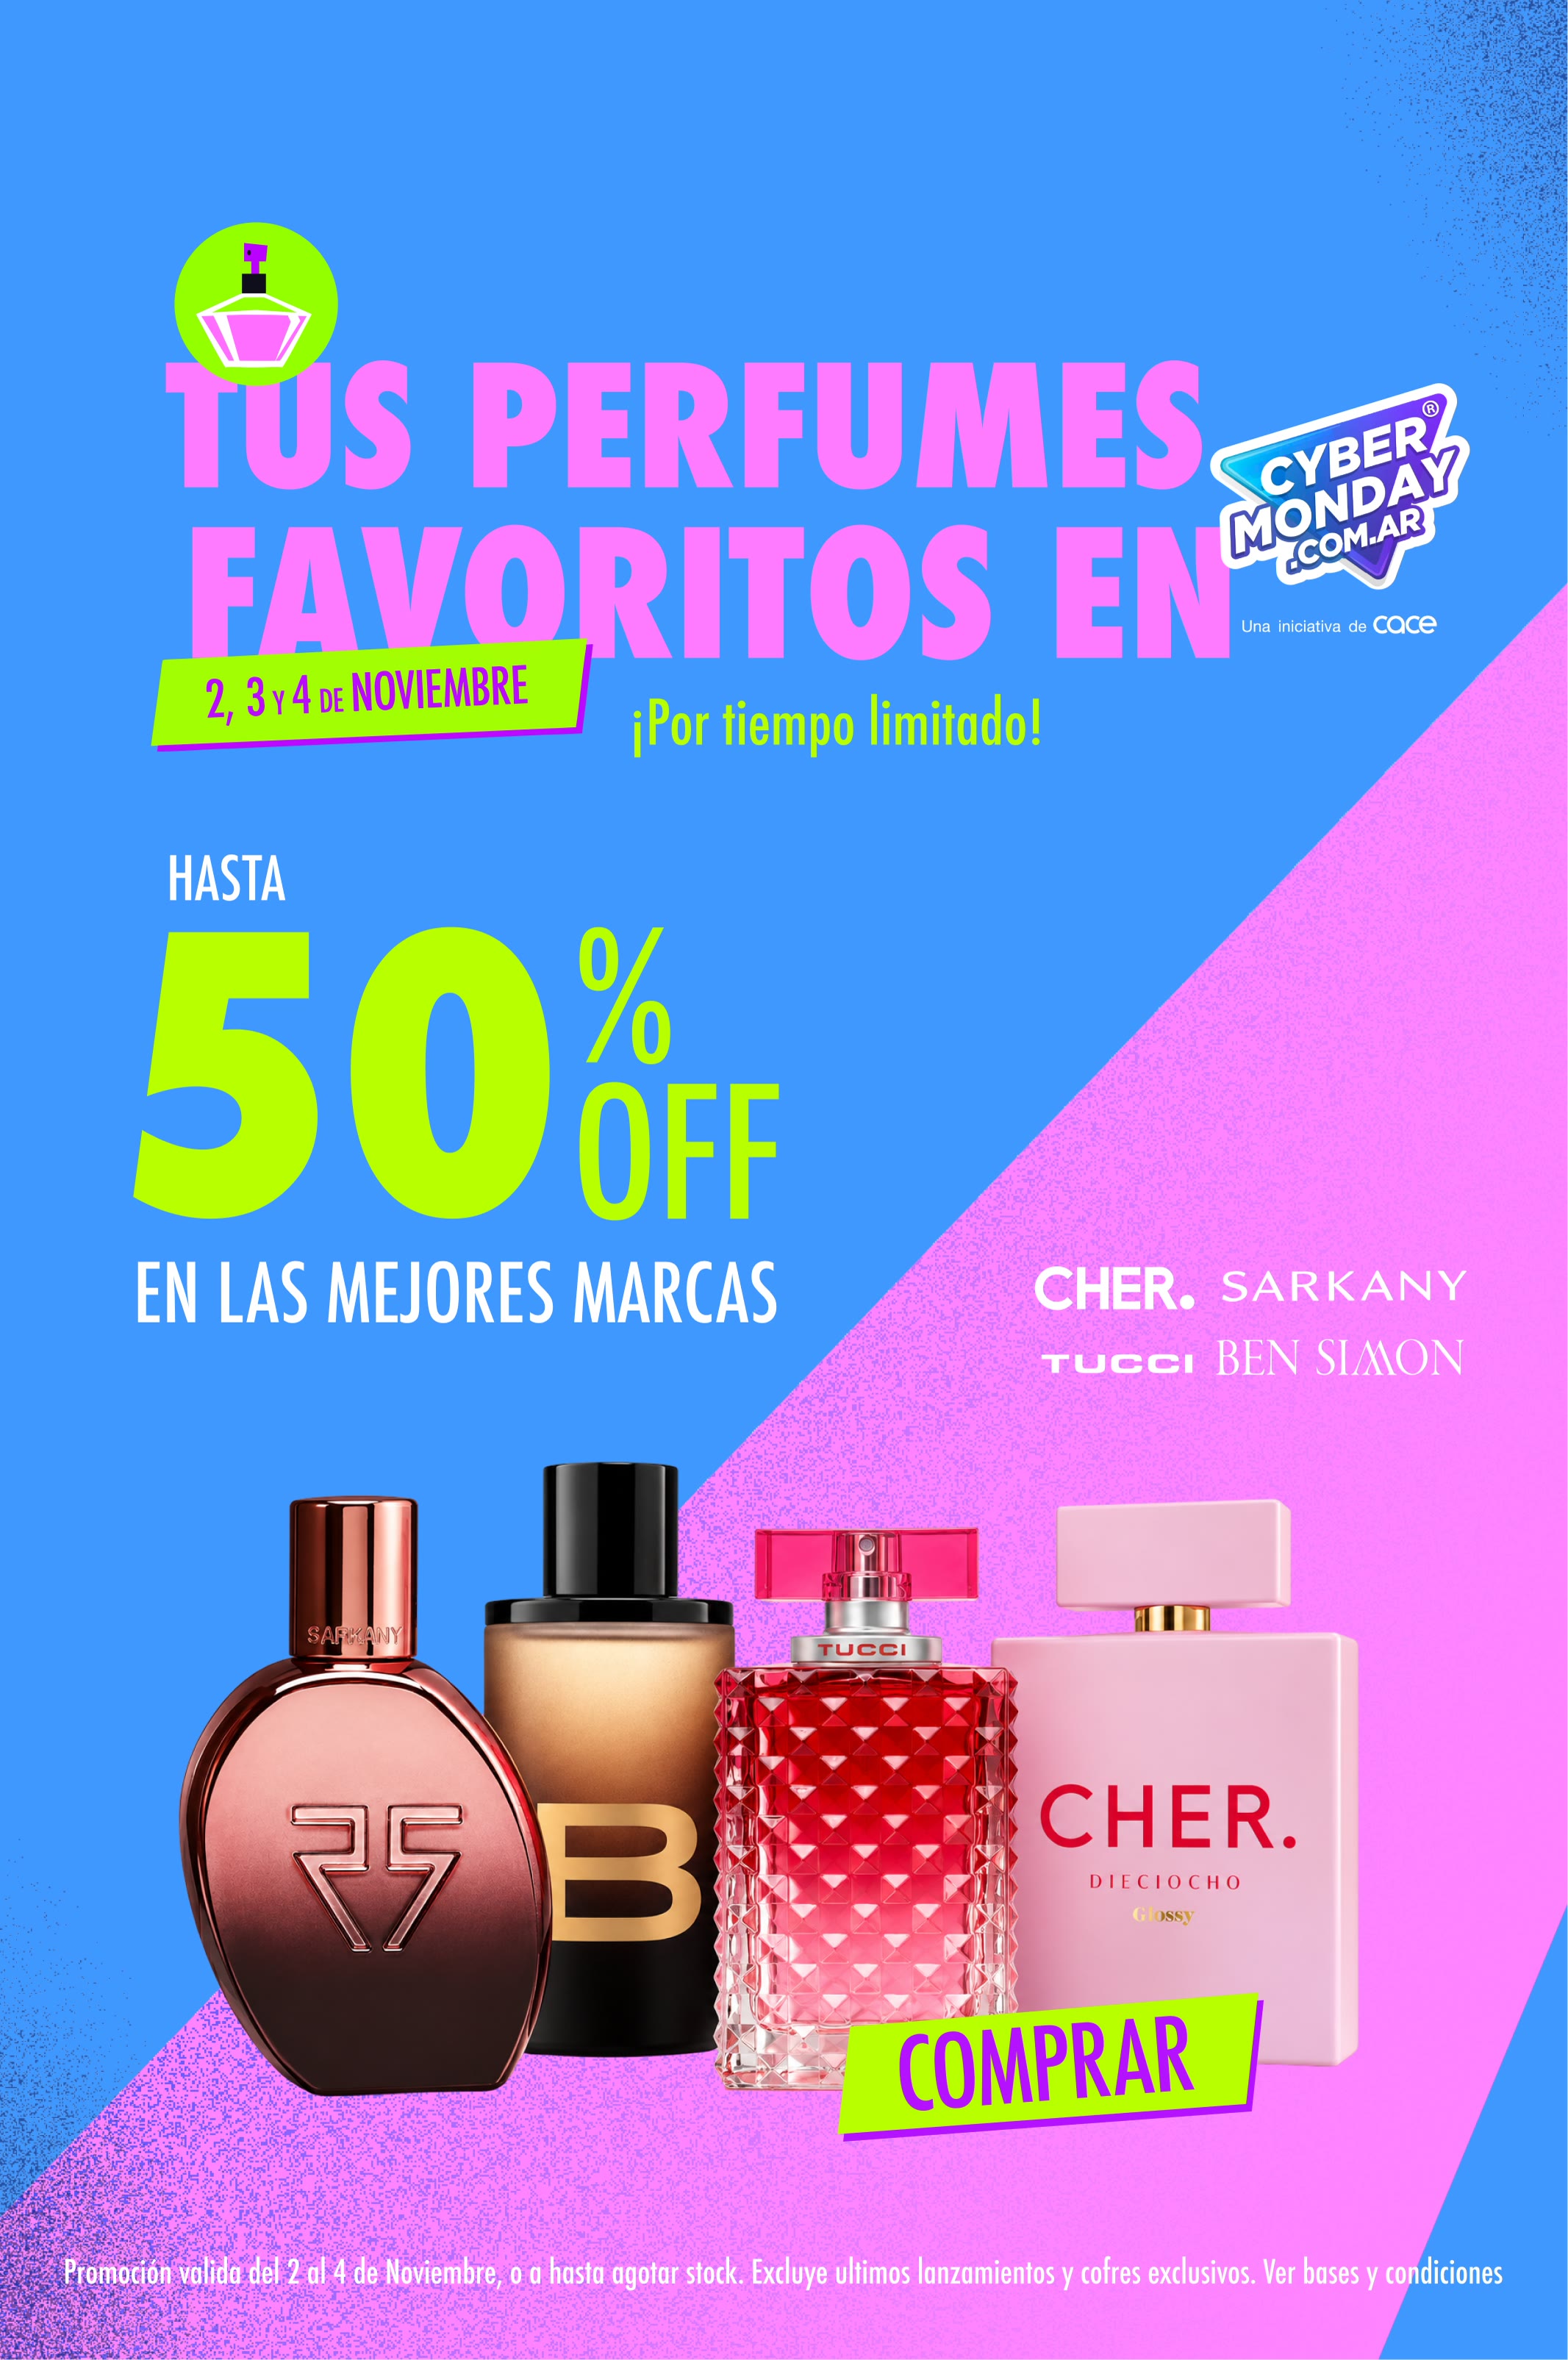 TUS PERFUMES
FAVORITOS EN
CYBER®
MONDAY
.COM.AR
Una iniciativa de cace
2, 3 Y 4 DE NOVIEMBRE
¡Por tiempo limitado!
HASTA
50%
OFF
EN LAS MEJORES MARCAS
CHER. SARKANY
TUCCI BEN SIMON
SARKANY
TUCCI
B
CHER.
DIECIOCHO
Glossy
COMPRAR
Promoción valida del 2 al 4 de Noviembre, o a hasta agotar stock. Excluye ultimos lanzamientos y cofres exclusivos. Ver bases y condiciones